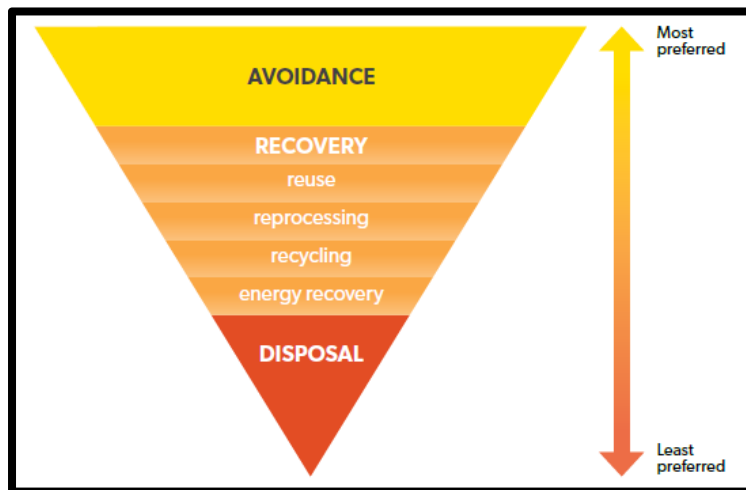 AVOIDANCE
RECOVERY
reuse
reprocessing
recycling
energy recovery
DISPOSAL
Most
preferred
Least
preferred